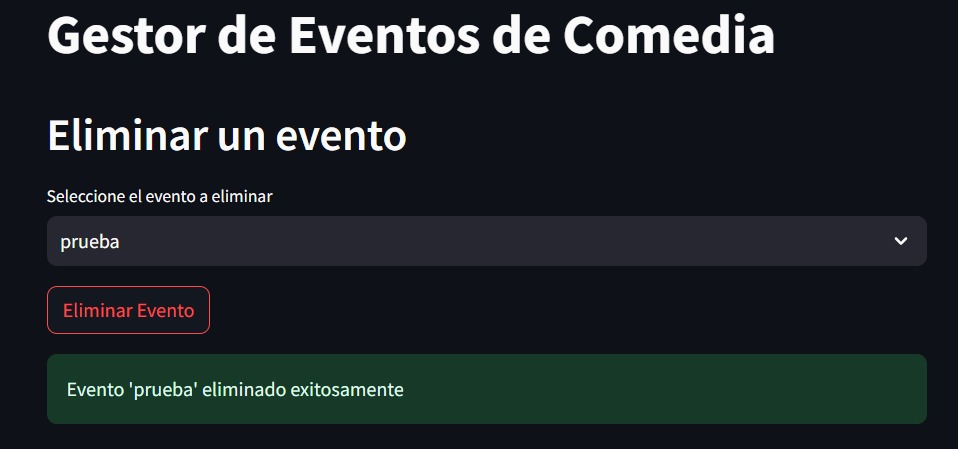 Gestor de Eventos de Comedia
Eliminar un evento
Seleccione el evento a eliminar
prueba
Eliminar Evento
Evento 'prueba' eliminado exitosamente